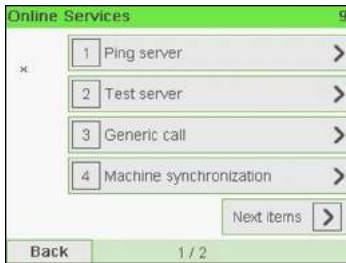 Online Services 9
1 Ping server
×
2 Test server
3 Generic call
4 Machine synchronization
Next items
Back 1 / 2